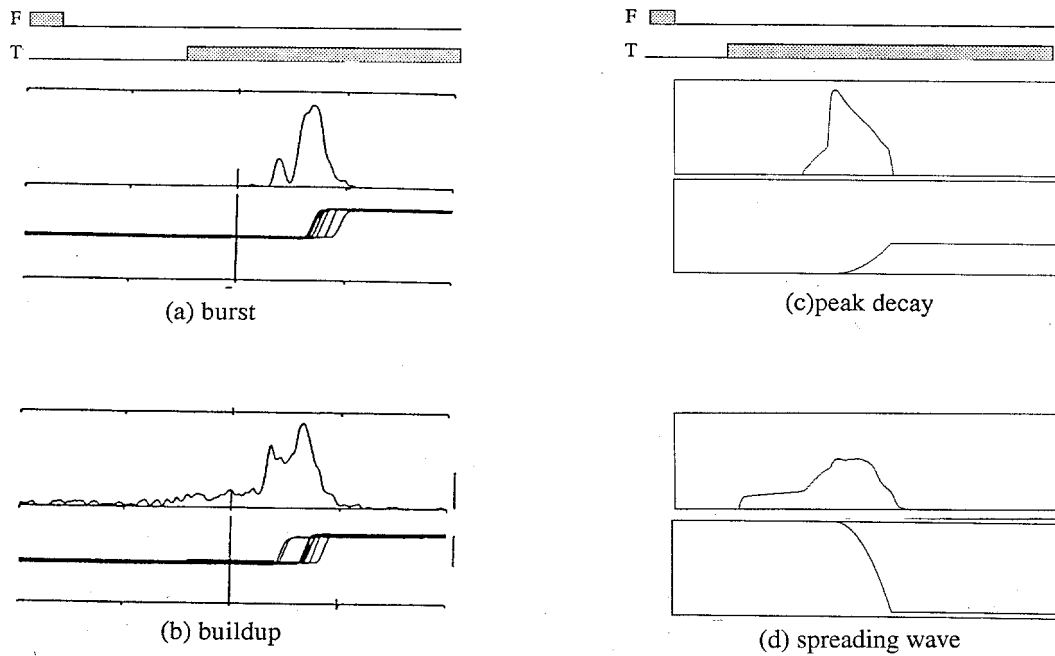 F
T
(a) burst
(b) buildup
F
T
(c)peak decay
(d) spreading wave